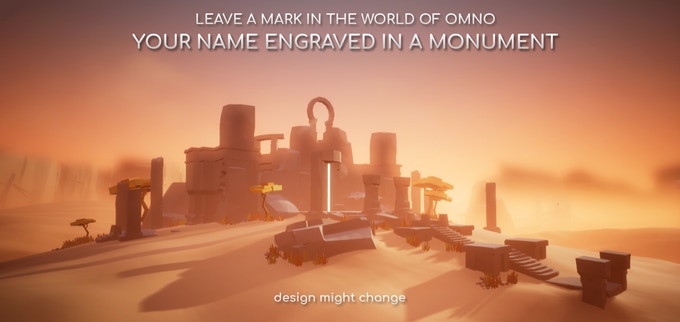 LEAVE A MARK IN THE WORLD OF OMNO
YOUR NAME ENGRAVED IN A MONUMENT
design might change